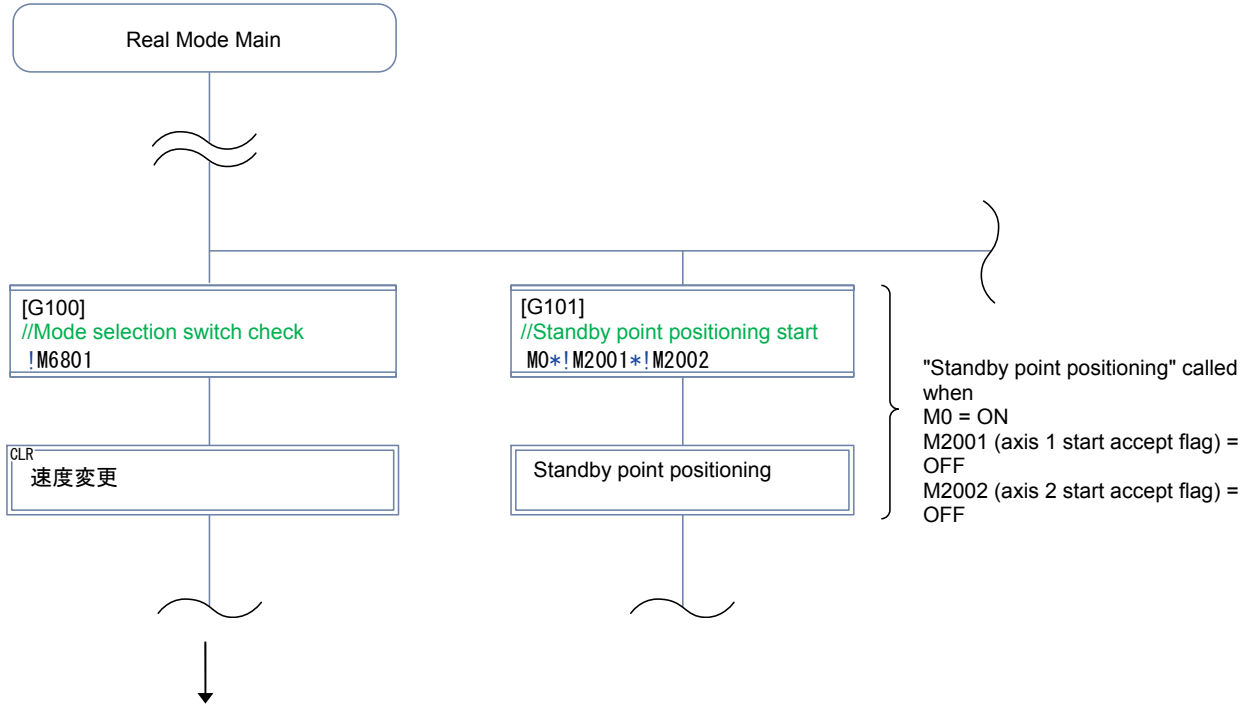 Real Mode Main
[G100]
//Mode selection switch check
!M6801
CLR
速度変更
[G101]
//Standby point positioning start
M0*!M2001*!M2002
Standby point positioning
"Standby point positioning" called
when
M0 = ON
M2001 (axis 1 start accept flag) =
OFF
M2002 (axis 2 start accept flag) =
OFF